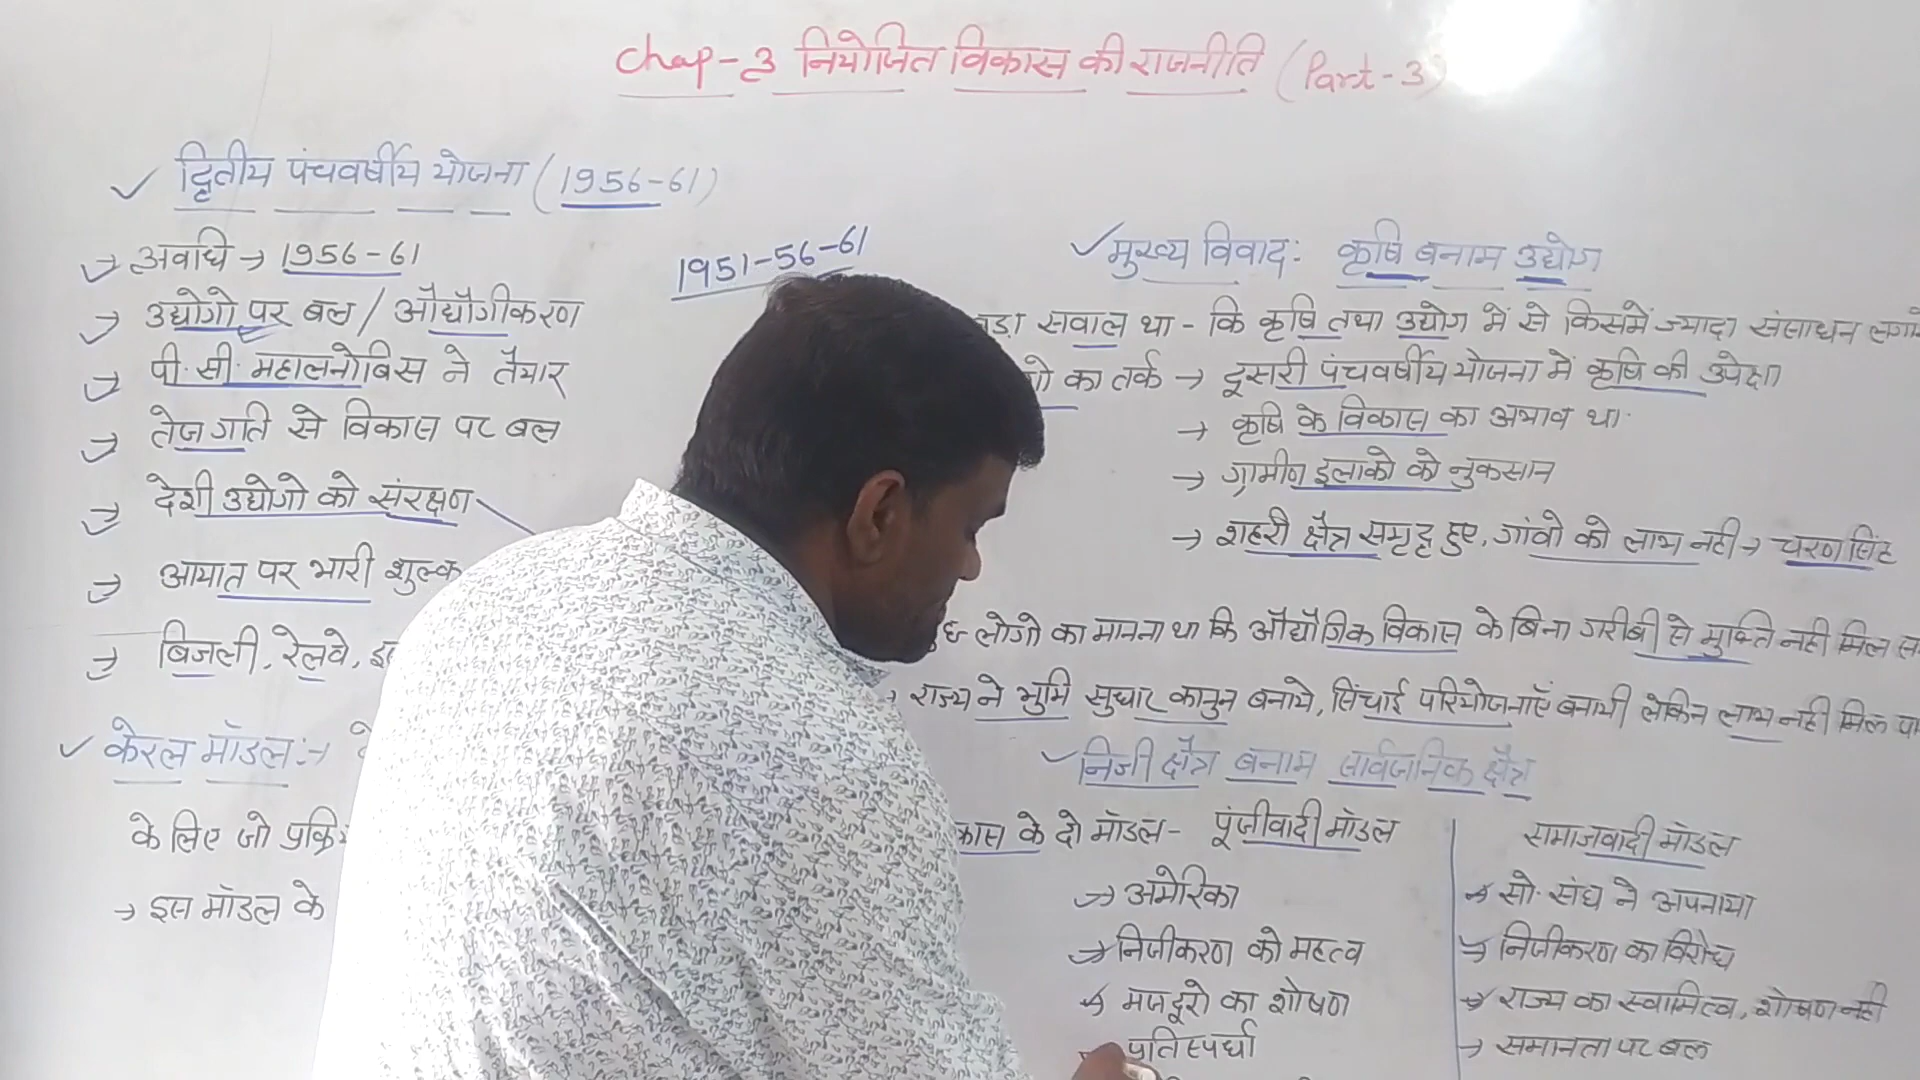 Chap-3 नियोजित विकास की राजनीति (Part-3)
द्वितीय पंचवर्षीय योजना (1956-61)
→ अवधि → 1956-61
→ उद्योगो पर बल / औद्यौगीकरण
→ पी.सी. महालनोबिस ने तैयार
→ तेज गति से विकास पर बल
→ देशी उद्योगो को संरक्षण
→ आयात पर भारी शुल्क
→ बिजली, रेलवे,
केरल मॉडल :→
के लिए जो
→ इस मॉडल के
1951-56-61
मुख्य विवाद: कृषि बनाम उद्योग
सवाल था - कि कृषि तथा उद्योग में से किसमें ज्यादा संसाधन
का तर्क → दूसरी पंचवर्षीय योजना में कृषि की उपेक्षा
→ कृषि के विकास का अभाव था.
→ ग्रामीण इलाको को नुकसान
→ शहरी क्षेत्र समृद्ध हुए, गांवो को लाभ नही → चरण सिंह
लोगो का मानना था कि औद्यौगिक विकास के बिना गरीबी से मुक्ति नही मिल
राज्य ने भुमि सुधार कानुन बनाये, सिंचाई परियोजनाएँ बनायी लेकिन लाभ नही मिल
निजी क्षेत्र बनाम सार्वजनिक क्षेत्र
के दो मॉडल - पूंजीवादी मॉडल
→ अमेरिका
→ निजीकरण को महत्व
→ मजदूरो का शोषण
प्रतिस्पर्धा
समाजवादी मॉडल
→ सो. संघ ने अपनाया
→ निजीकरण का विरोध
→ राज्य का स्वामित्व, शोषण नही
→ समानता पर बल